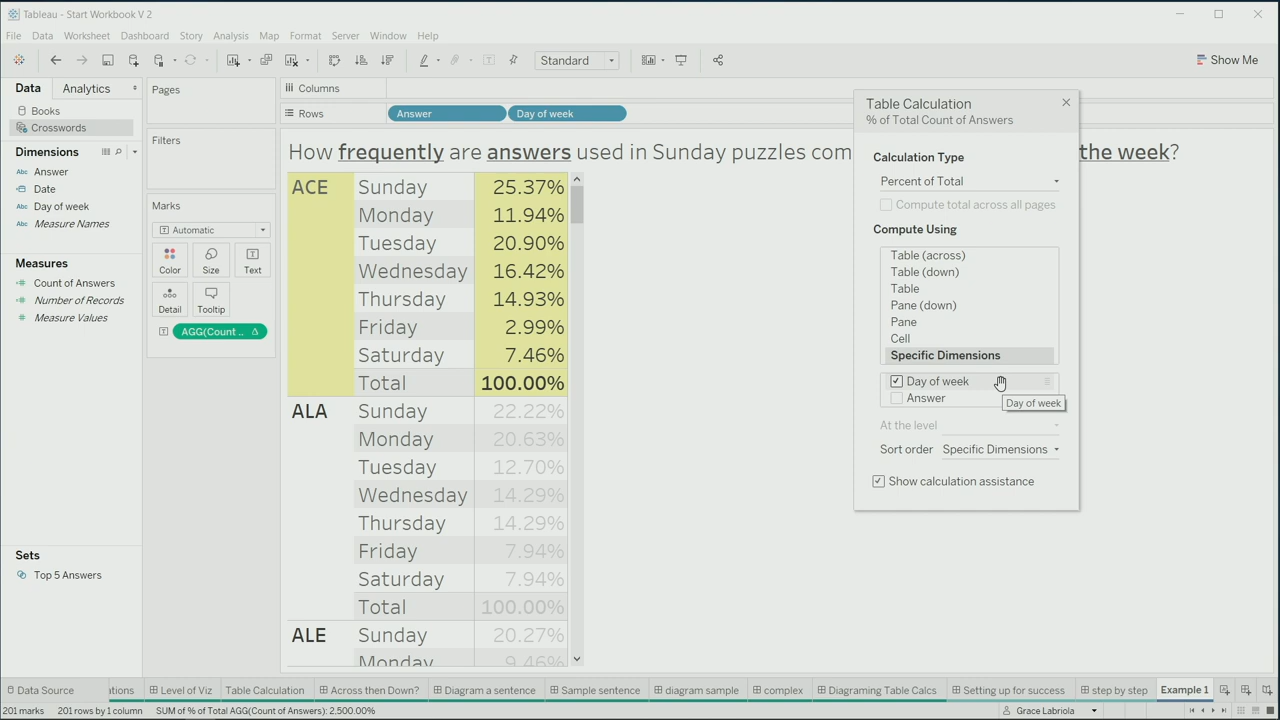 Tableau - Start Workbook V 2
File Data Worksheet Dashboard Story Analysis Map Format Server Window Help
Standard
Show Me
Data Analytics
Books
Crosswords
Dimensions
Abc Answer
Date
Abc Day of week
Abc Measure Names
Measures
Count of Answers
Number of Records
Measure Values
Sets
Top 5 Answers
Pages
Filters
Marks
Automatic
Color Size Text
Detail Tooltip
AGG(Count ..
Columns
Rows Answer Day of week
How frequently are answers used in Sunday puzzles com the week?
ACE Sunday 25.37%
Monday 11.94%
Tuesday 20.90%
Wednesday 16.42%
Thursday 14.93%
Friday 2.99%
Saturday 7.46%
Total 100.00%
ALA Sunday 22.22%
Monday 20.63%
Tuesday 12.70%
Wednesday 14.29%
Thursday 14.29%
Friday 7.94%
Saturday 7.94%
Total 100.00%
ALE Sunday 20.27%
Monday 9.46%
Table Calculation
% of Total Count of Answers
Calculation Type
Percent of Total
Compute total across all pages
Compute Using
Table (across)
Table (down)
Table
Pane (down)
Pane
Cell
Specific Dimensions
Day of week
Answer
Day of week
At the level
Sort order Specific Dimensions
Show calculation assistance
Data Source ations Level of Viz Table Calculation Across then Down? Diagram a sentence Sample sentence diagram sample complex Diagraming Table Calcs Setting up for success step by step Example 1
201 marks 201 rows by 1 column SUM of % of Total AGG(Count of Answers): 2,500.00% Grace Labriola